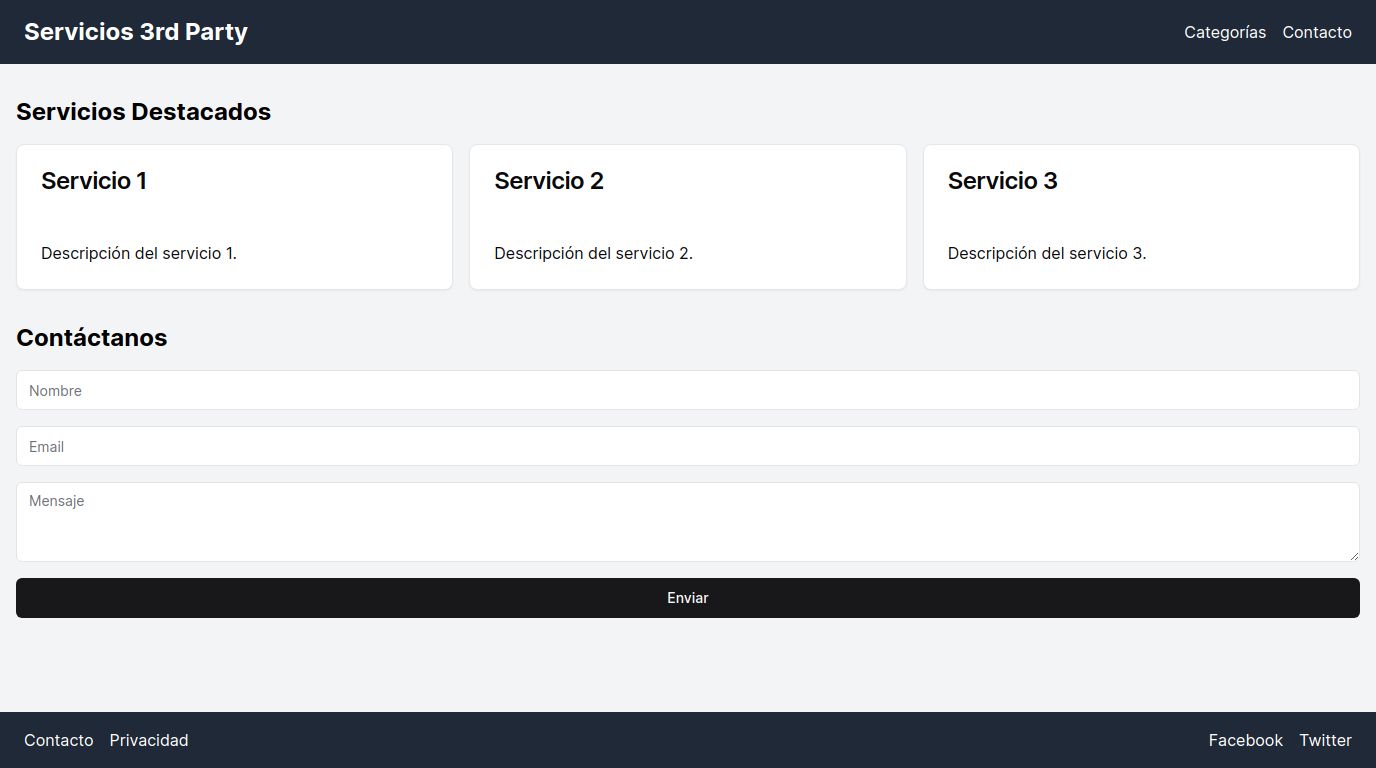 Servicios 3rd Party
Categorías Contacto
Servicios Destacados
Servicio 1
Descripción del servicio 1.
Servicio 2
Descripción del servicio 2.
Servicio 3
Descripción del servicio 3.
Contáctanos
Nombre
Email
Mensaje
Enviar
Contacto Privacidad
Facebook Twitter